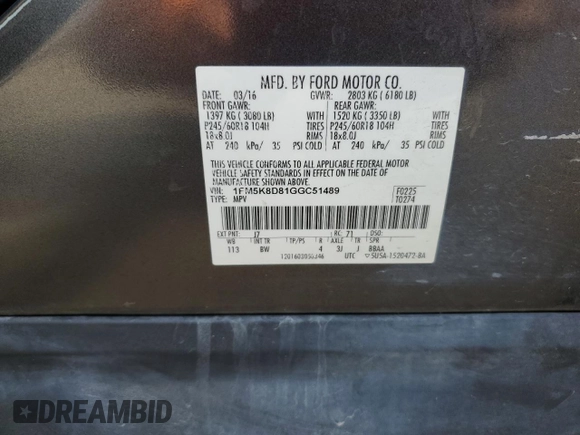 MFD. BY FORD MOTOR CO.
DATE: 03/16 GVWR: 2803 KG ( 6180 LB)
FRONT GAWR: REAR GAWR:
1397 KG ( 3080 LB) WITH 1520 KG ( 3350 LB) WITH
P245/60R18 104H TIRES P245/60R18 104H TIRES
18x8.0J RIMS 18x8.0J RIMS
AT 240 kPa/ 35 PSI COLD AT 240 kPa/ 35 PSI COLD
THIS VEHICLE CONFORMS TO ALL APPLICABLE FEDERAL MOTOR
VEHICLE SAFETY STANDARDS IN EFFECT ON THE DATE OF
MANUFACTURE SHOWN ABOVE.
VIN: 1FM5K8D81GGC51489 F0225
TYPE: MPV T0274
EXT PNT: J7 RC: 71 DSO:
WB INT TR TP/PS R AXLE TR SPR
113 BW 4 3J J BBAA
UTC
DREAMBID